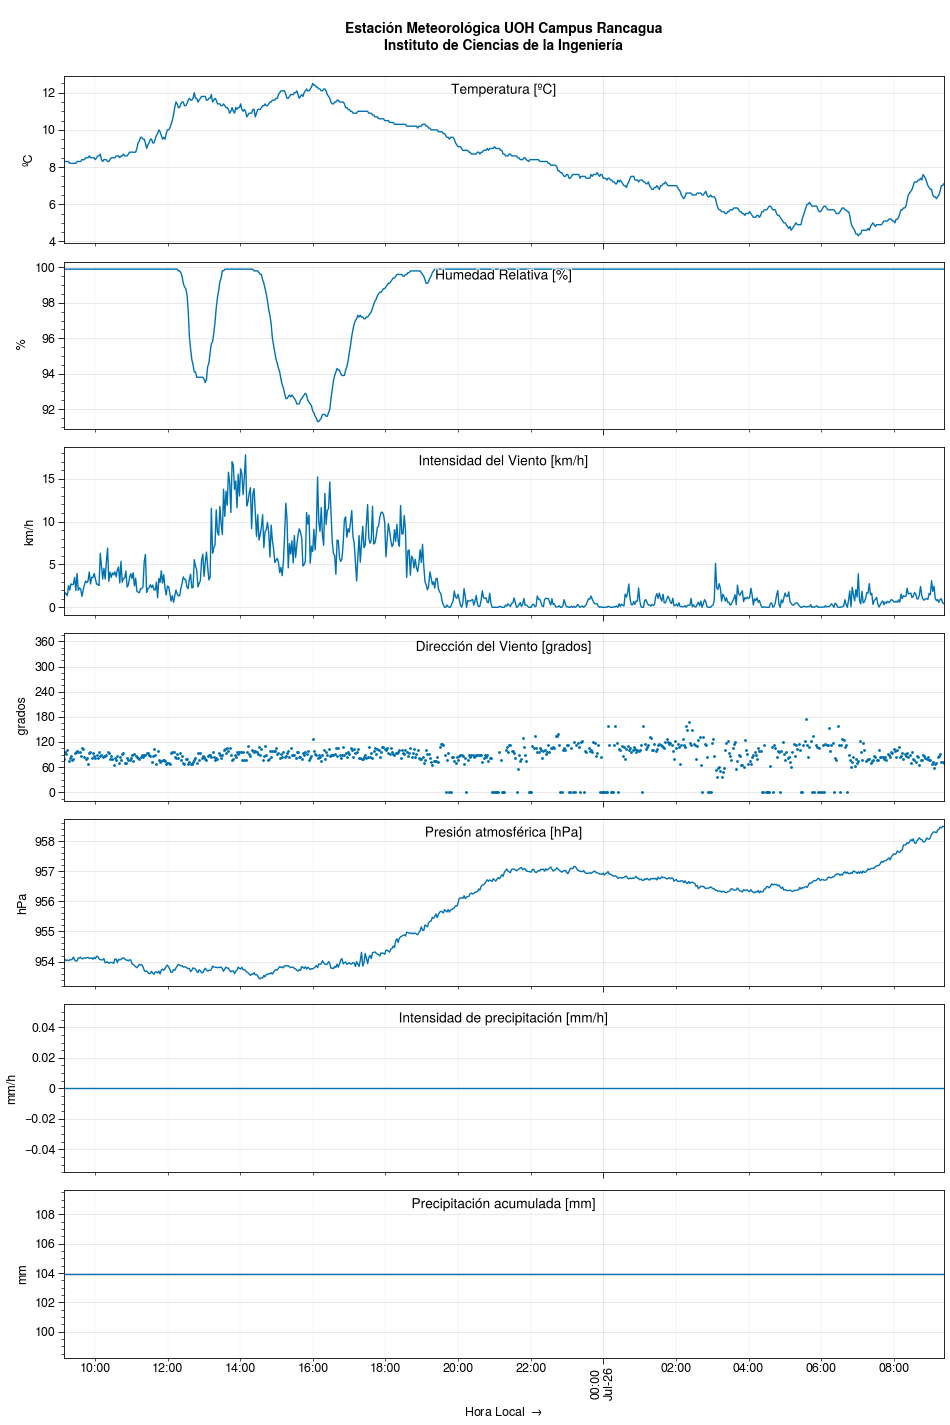 Estación Meteorológica UOH Campus Rancagua
Instituto de Ciencias de la Ingeniería
Temperatura [ºC]
ºC
12
10
8
6
4
Humedad Relativa [%]
%
100
98
96
94
92
Intensidad del Viento [km/h]
km/h
15
10
5
0
Dirección del Viento [grados]
grados
360
300
240
180
120
60
0
Presión atmosférica [hPa]
hPa
958
957
956
955
954
Intensidad de precipitación [mm/h]
mm/h
0.04
0.02
0
−0.02
−0.04
Precipitación acumulada [mm]
mm
108
106
104
102
100
10:00 12:00 14:00 16:00 18:00 20:00 22:00 00:00 02:00 04:00 06:00 08:00
Jul-26
Hora Local →